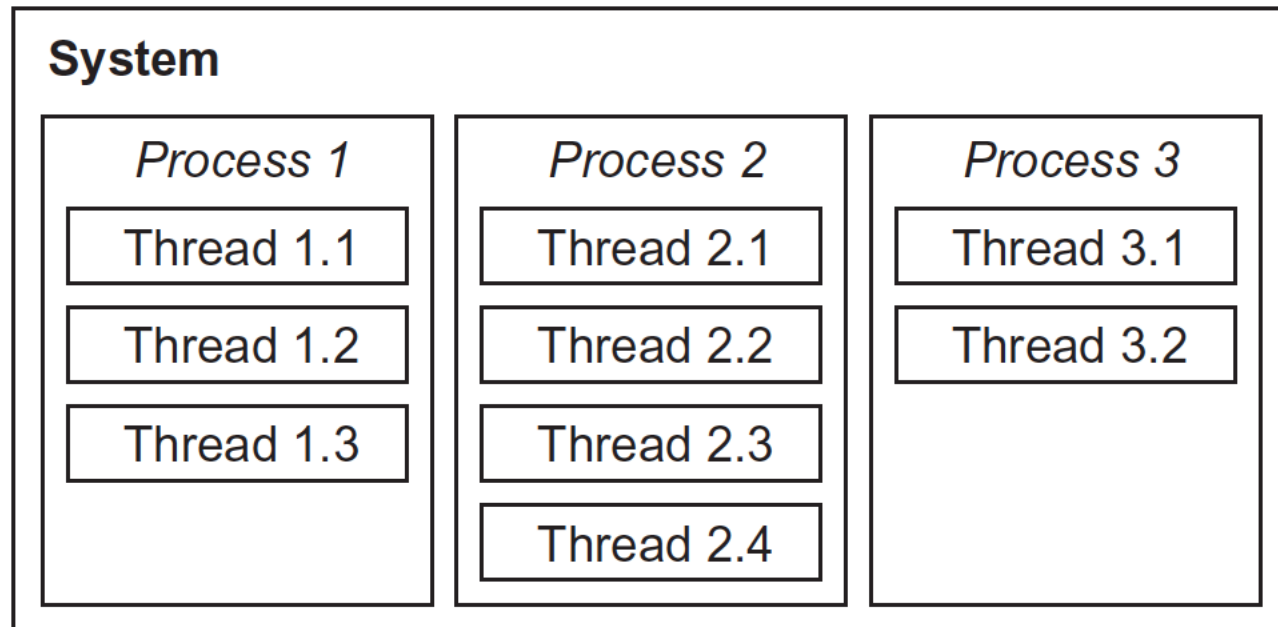 System
Process 1
Thread 1.1
Thread 1.2
Thread 1.3
Process 2
Thread 2.1
Thread 2.2
Thread 2.3
Thread 2.4
Process 3
Thread 3.1
Thread 3.2